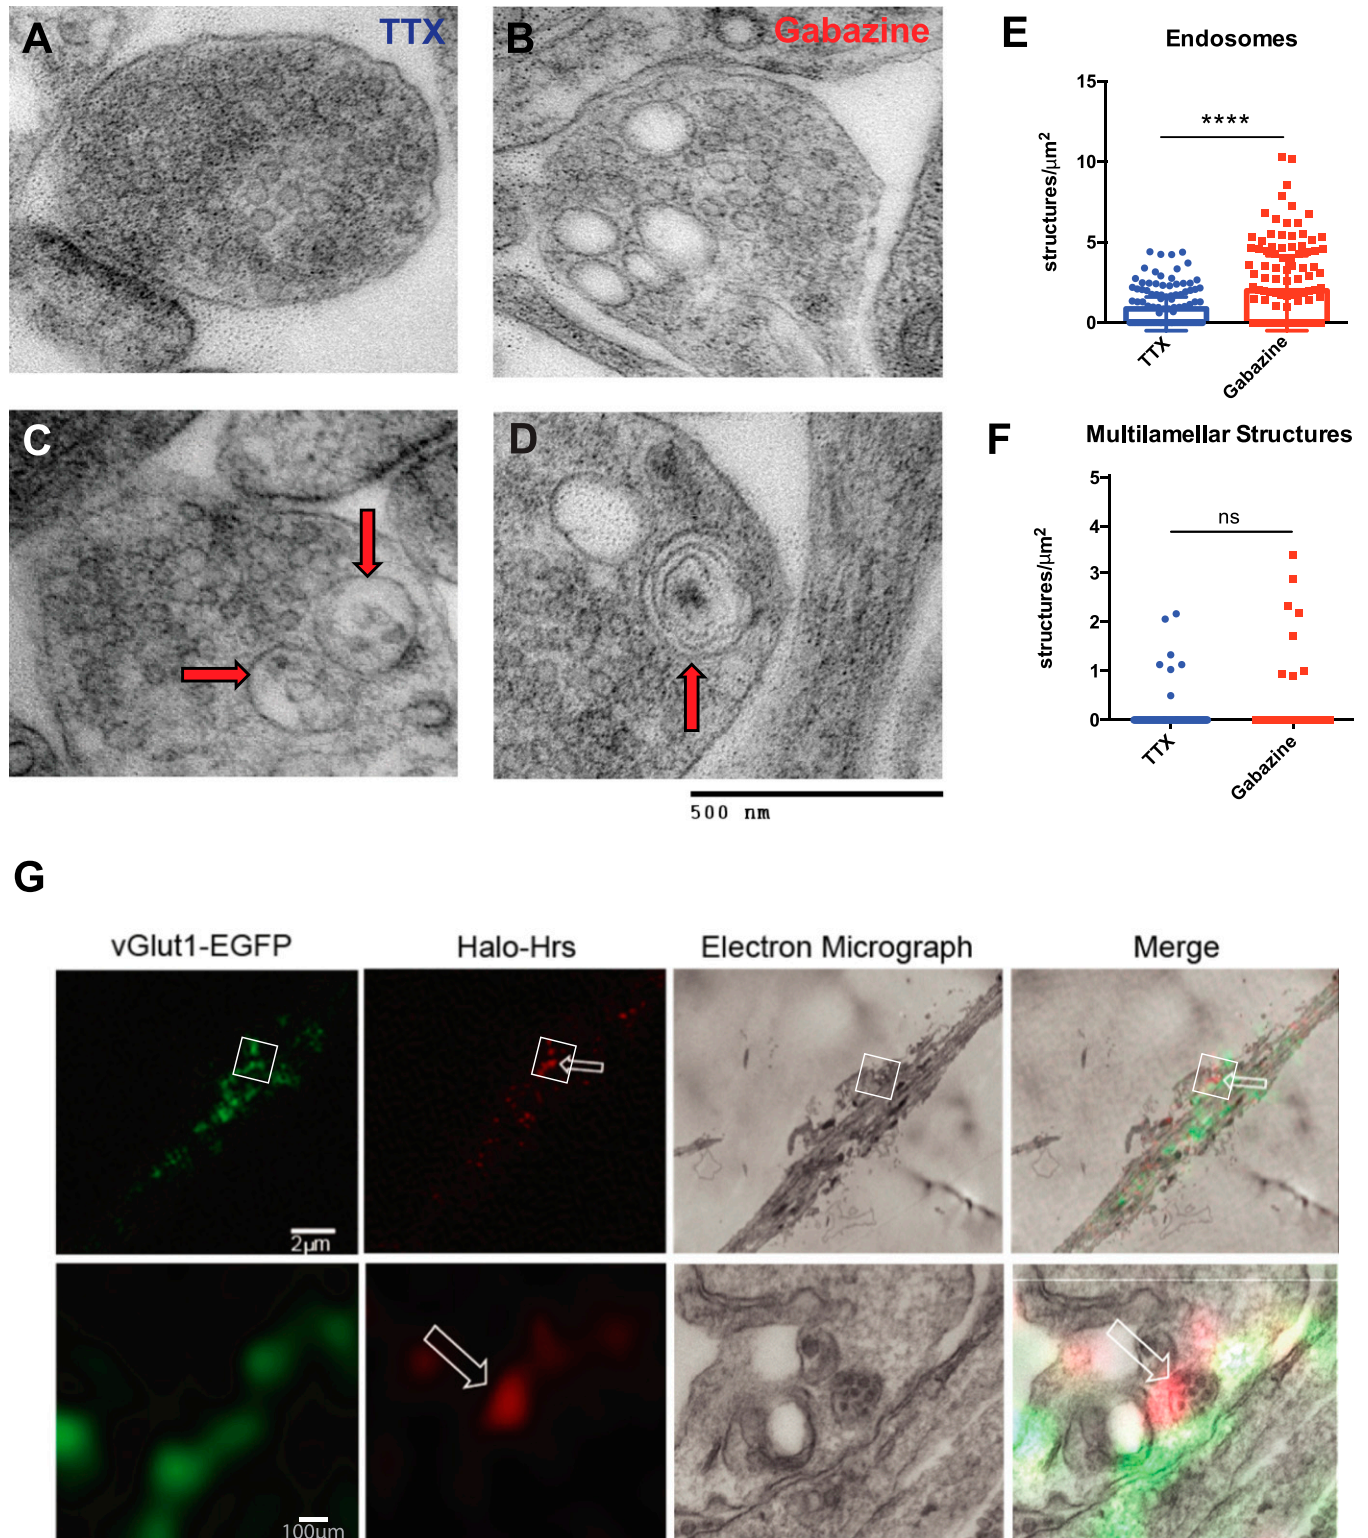 A
TTX
B
Gabazine
C
D
500 nm
E
Endosomes
structures/μm²
15
10
5
0
****
TTX
Gabazine
F
Multilamellar Structures
structures/μm²
5
4
3
2
1
0
ns
TTX
Gabazine
G
vGlut1-EGFP
Halo-Hrs
Electron Micrograph
Merge
2μm
100μm